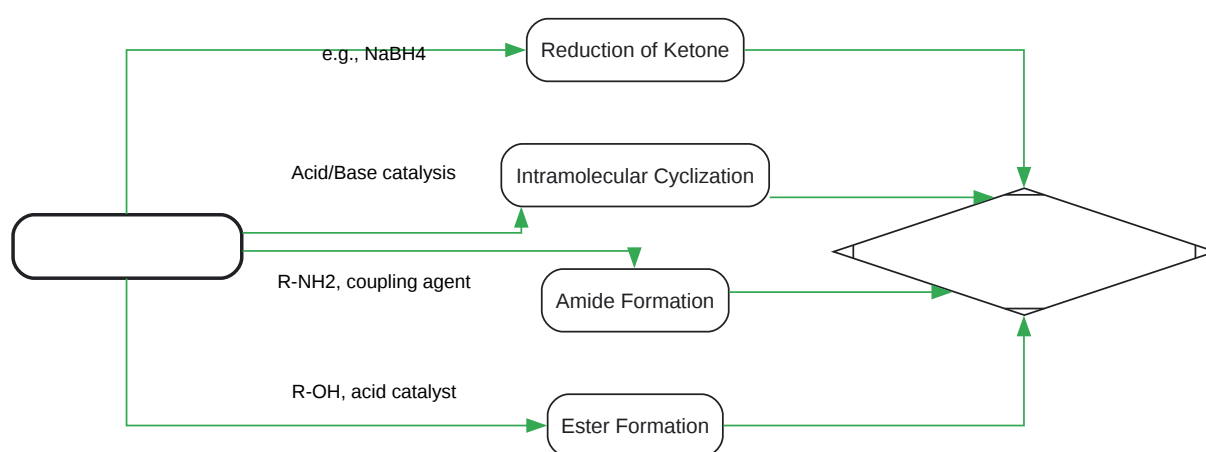 e.g., NaBH4
Reduction of Ketone
Acid/Base catalysis
Intramolecular Cyclization
R-NH2, coupling agent
Amide Formation
R-OH, acid catalyst
Ester Formation